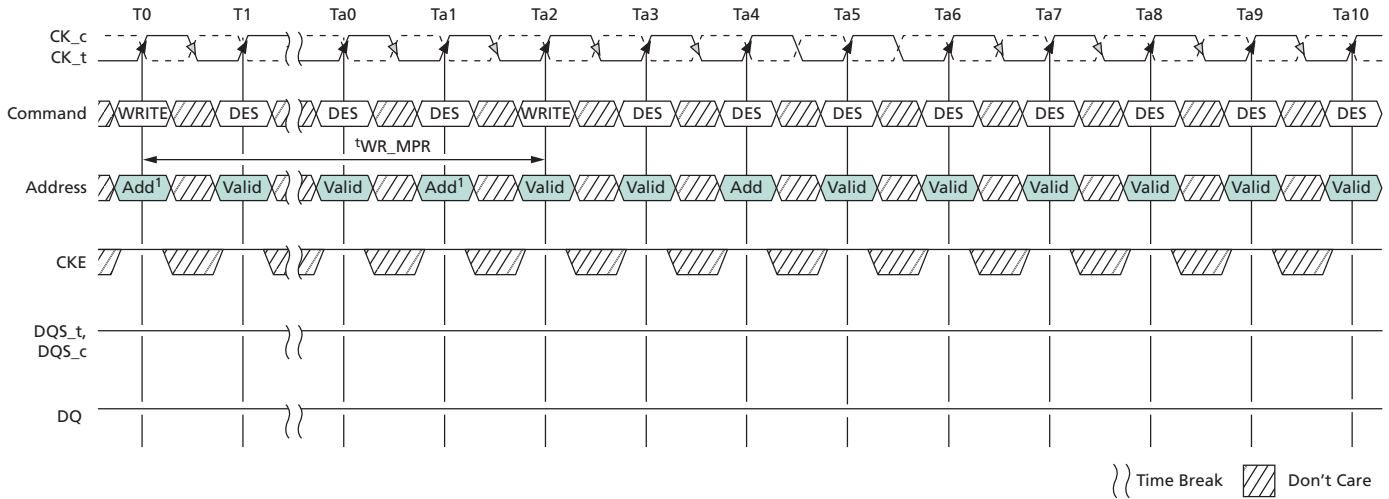 T0 T1 Ta0 Ta1 Ta2 Ta3 Ta4 Ta5 Ta6 Ta7 Ta8 Ta9 Ta10
CK_c
CK_t
Command WRITE DES DES DES WRITE DES DES DES DES DES DES DES DES
tWR_MPR
Address Add1 Valid Valid Add1 Valid Valid Add Valid Valid Valid Valid Valid Valid
CKE
DQS_t,
DQS_c
DQ
Time Break Don't Care